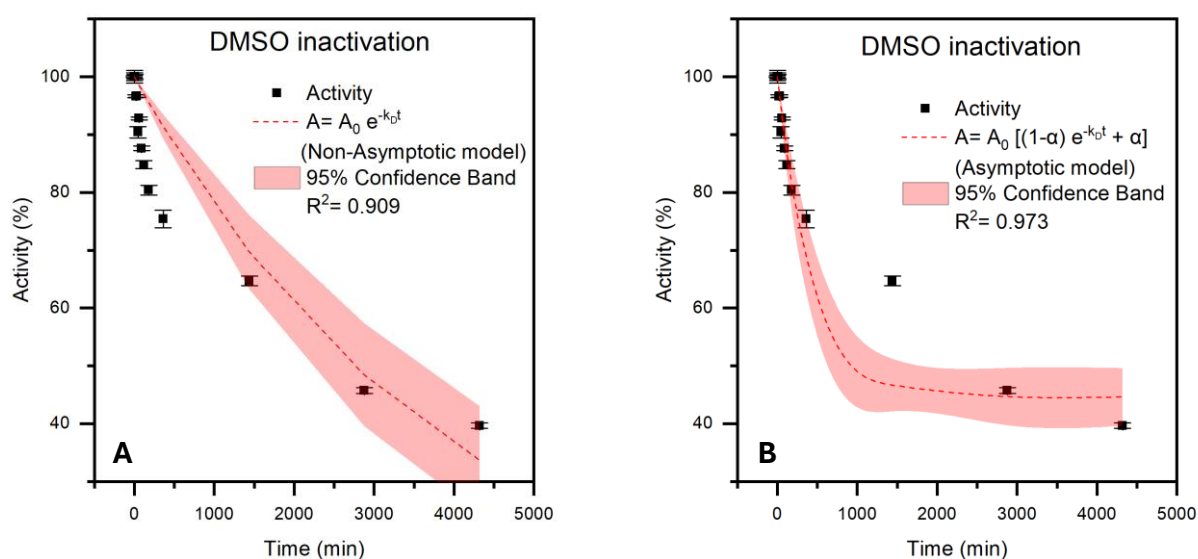 DMSO inactivation
Activity
A= A₀ e^-k_Dt
(Non-Asymptotic model)
95% Confidence Band
R²= 0.909
Activity (%)
100
80
60
40
A
0
1000
2000
3000
4000
5000
Time (min)
DMSO inactivation
Activity
A= A₀ [(1-α) e^-k_Dt + α]
(Asymptotic model)
95% Confidence Band
R²= 0.973
Activity (%)
100
80
60
40
B
0
1000
2000
3000
4000
5000
Time (min)